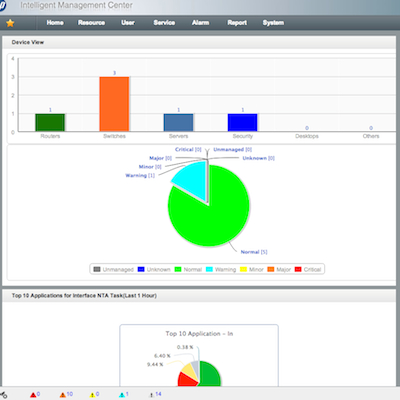 Intelligent Management Center
Home Resource User Service Alarm Report System
Device View
4
3
2
1
0
1 3 1 1 0 0
Routers Switches Servers Security Desktops Others
Critical [0] Unmanaged [0]
Major [0] Unknown [0]
Minor [0]
Warning [1]
Normal [5]
Unmanaged Unknown Normal Warning Minor Major Critical
Top 10 Applications for Interface NTA Task(Last 1 Hour)
Top 10 Application - In
0.38 %
6.40 %
9.44 %
0 10 0 1 14